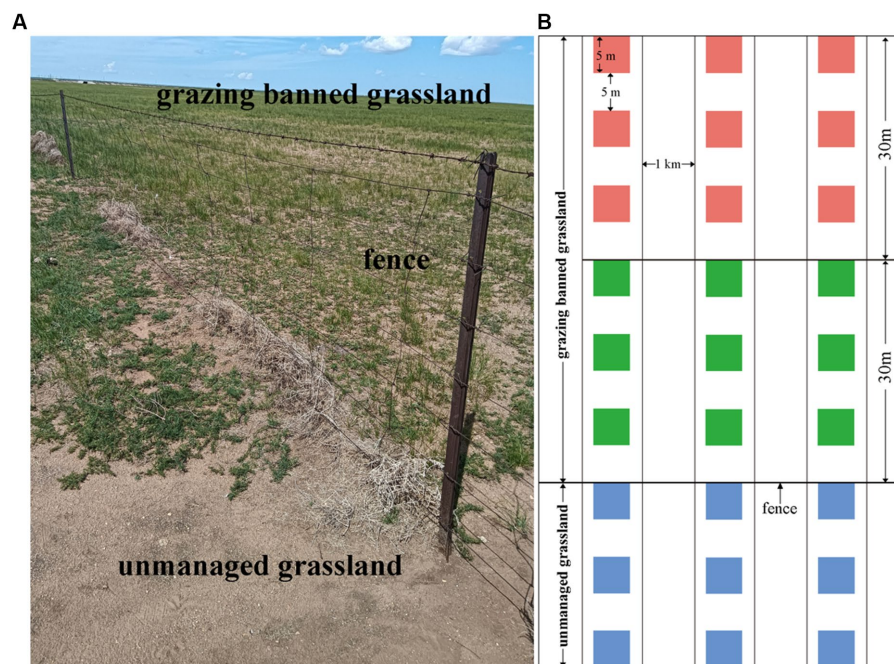 A
grazing banned grassland
fence
unmanaged grassland
B
5 m
5 m
1 km
30m
30m
grazing banned grassland
fence
unmanaged grassland